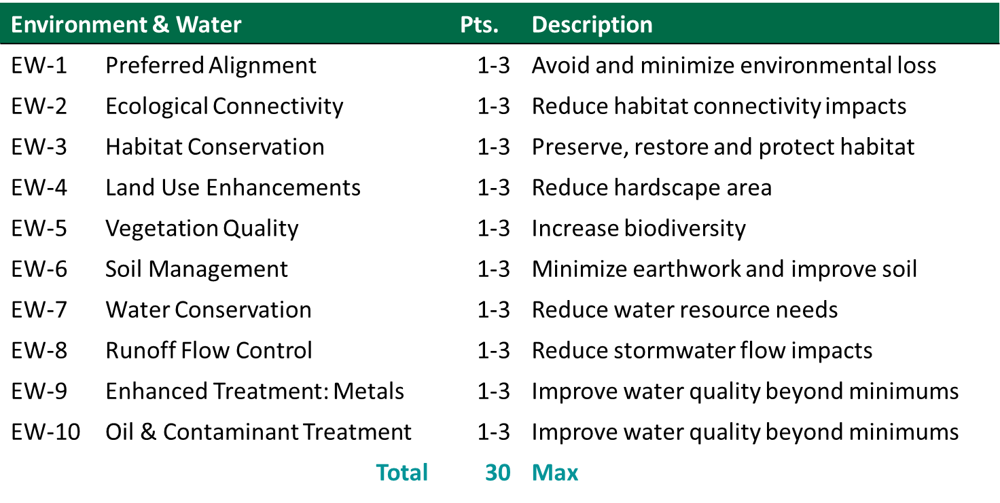 Environment & Water Pts. Description
EW-1 Preferred Alignment 1-3 Avoid and minimize environmental loss
EW-2 Ecological Connectivity 1-3 Reduce habitat connectivity impacts
EW-3 Habitat Conservation 1-3 Preserve, restore and protect habitat
EW-4 Land Use Enhancements 1-3 Reduce hardscape area
EW-5 Vegetation Quality 1-3 Increase biodiversity
EW-6 Soil Management 1-3 Minimize earthwork and improve soil
EW-7 Water Conservation 1-3 Reduce water resource needs
EW-8 Runoff Flow Control 1-3 Reduce stormwater flow impacts
EW-9 Enhanced Treatment: Metals 1-3 Improve water quality beyond minimums
EW-10 Oil & Contaminant Treatment 1-3 Improve water quality beyond minimums
Total 30 Max